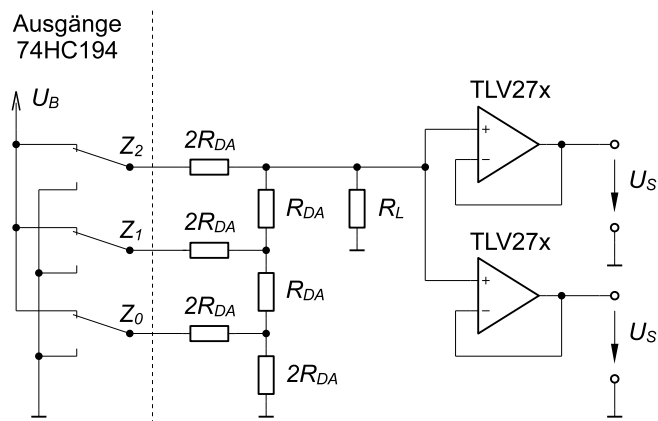 Ausgänge
74HC194
U_B
TLV27x
Z_2
2R_DA
R_DA
R_L
U_S
Z_1
2R_DA
TLV27x
R_DA
Z_0
2R_DA
U_S
2R_DA